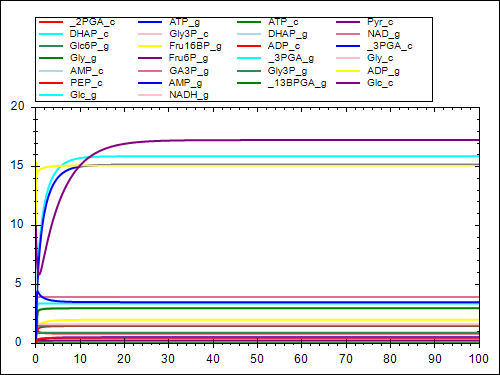 _2PGA_c ATP_g ATP_c Pyr_c
DHAP_c Gly3P_c DHAP_g NAD_g
Glc6P_g Fru16BP_g ADP_c _3PGA_c
Gly_g Fru6P_g _3PGA_g Gly_c
AMP_c GA3P_g Gly3P_g ADP_g
PEP_c AMP_g _13BPGA_g Glc_c
Glc_g NADH_g
20
15
10
5
0
0 10 20 30 40 50 60 70 80 90 100